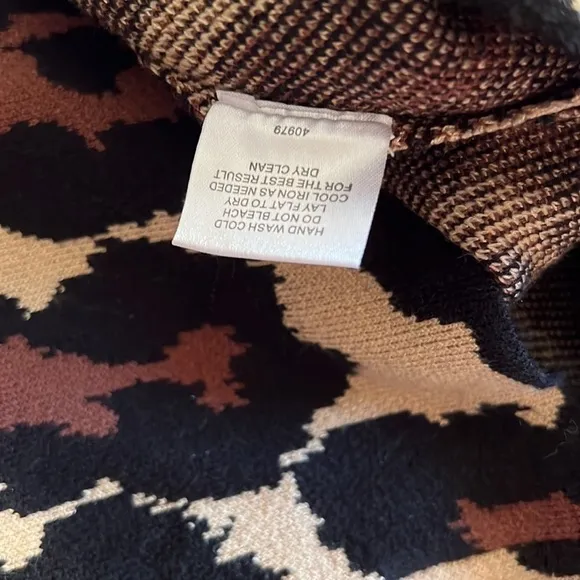 HAND WASH COLD
DO NOT BLEACH
LAY FLAT TO DRY
COOL IRON AS NEEDED
FOR THE BEST RESULT
DRY CLEAN
40979